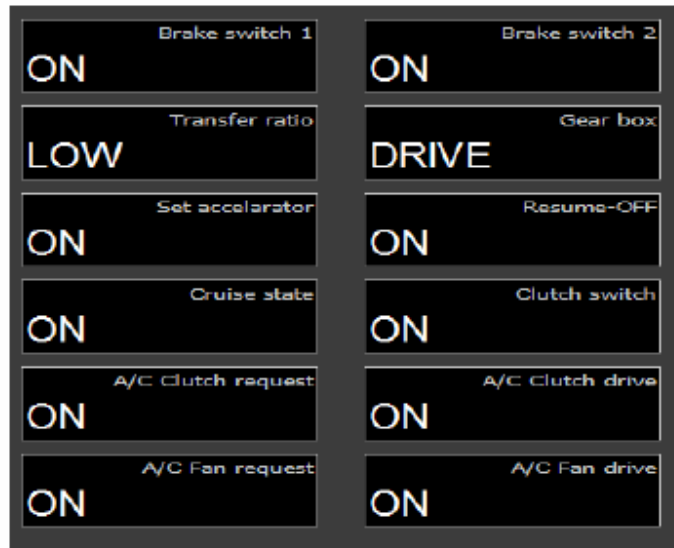 Brake switch 1
ON
Brake switch 2
ON
Transfer ratio
LOW
Gear box
DRIVE
Set accelarator
ON
Resume-OFF
ON
Cruise state
ON
Clutch switch
ON
A/C Clutch request
ON
A/C Clutch drive
ON
A/C Fan request
ON
A/C Fan drive
ON